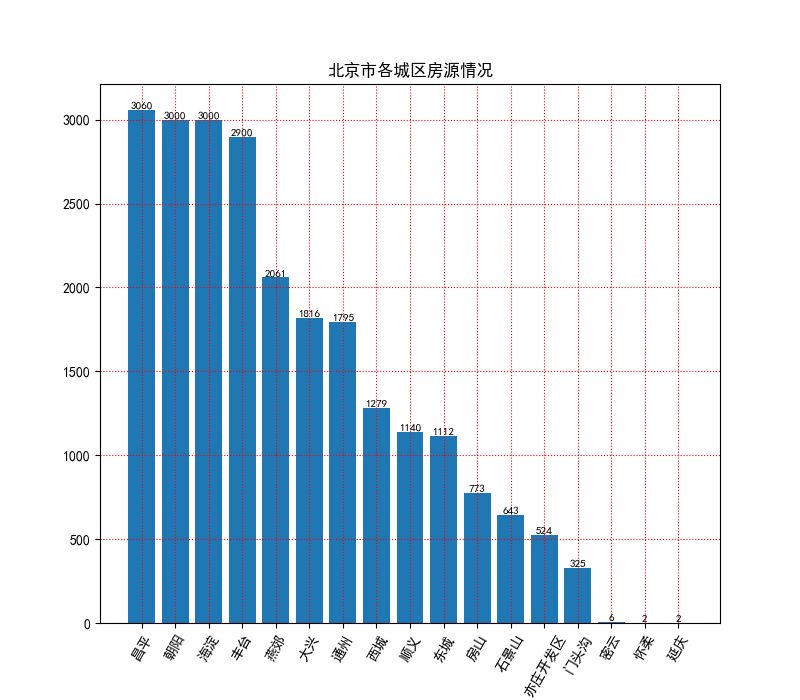 北京市各城区房源情况
3000
2500
2000
1500
1000
500
0
3060
3000
3000
2900
2061
1816
1795
1279
1140
1112
773
643
524
325
6
2
2
昌平
朝阳
海淀
丰台
燕郊
大兴
通州
西城
顺义
东城
房山
石景山
亦庄开发区
门头沟
密云
怀柔
延庆